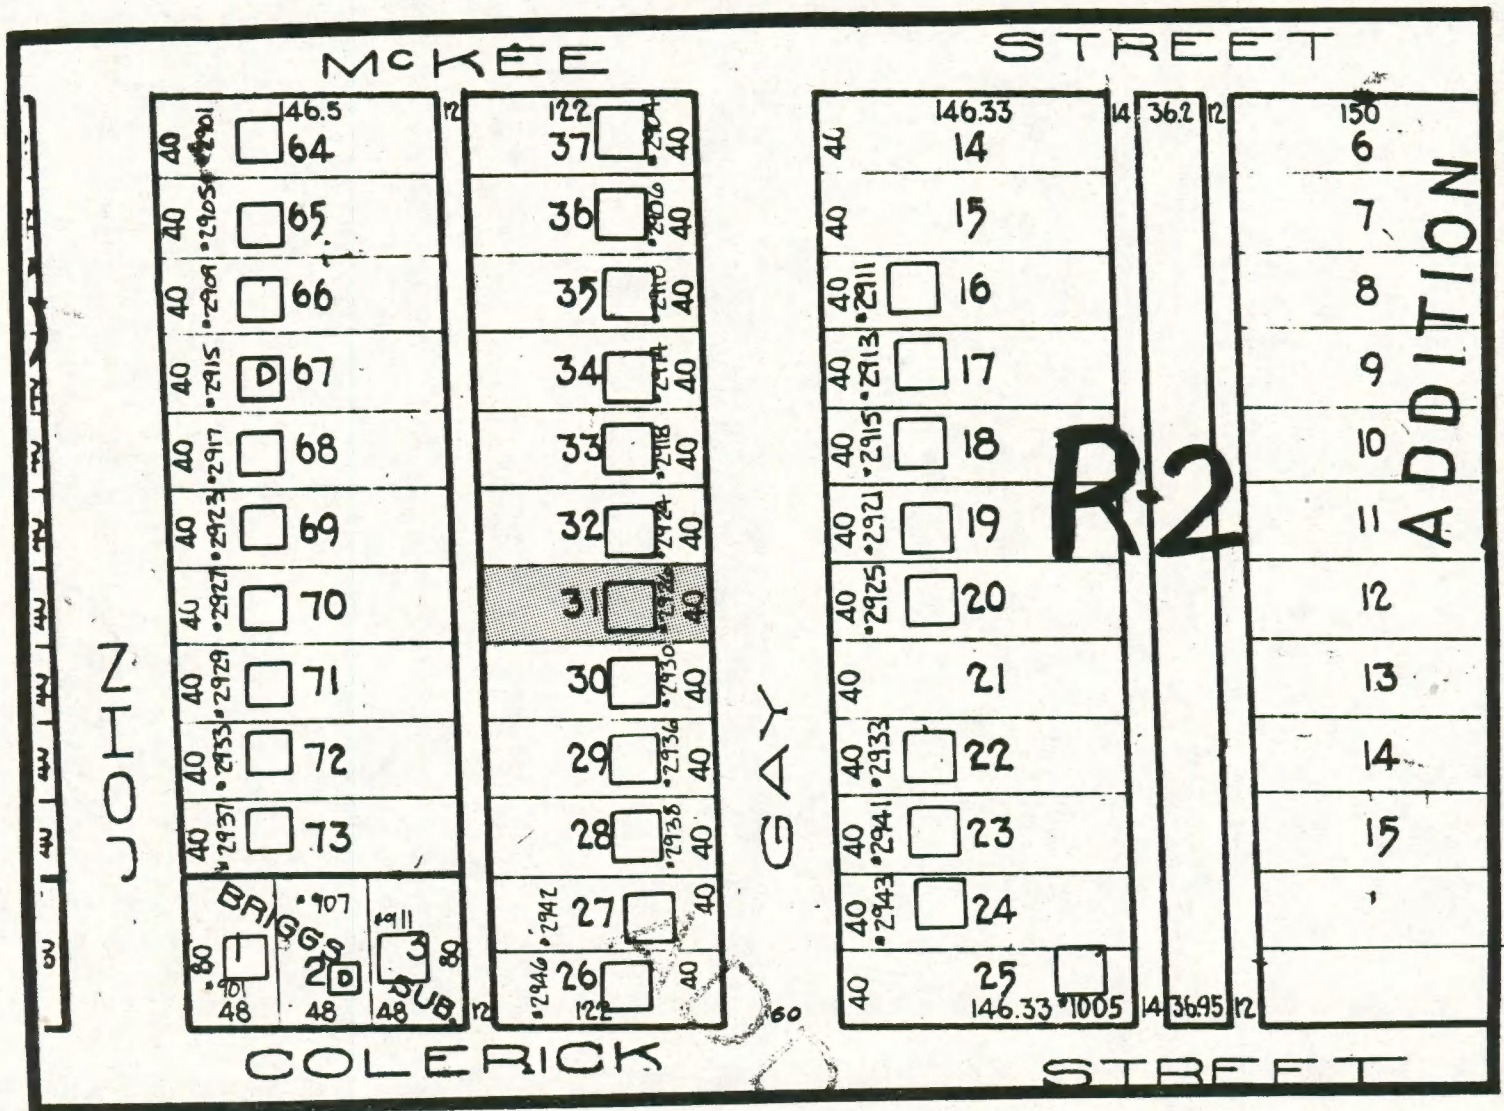 McKEE STREET
146.5 12 122 146.33 14 36.2 12 150
40 •2901 64 37 •2904 40 40 14 6
40 •2905 65 36 •2906 40 40 15 7
40 •2909 66 35 •2910 40 40 •2911 16 8
40 •2915 D 67 34 •2914 40 40 •2913 17 9
40 •2917 68 33 •2918 40 40 •2915 18 10
40 •2923 69 32 •2924 40 40 •2921 19 11
40 •2927 70 31 40 40 •2925 20 12
40 •2929 71 30 •2930 40 40 21 13
40 •2933 72 29 •2936 40 40 •2933 22 14
40 •2937 73 28 •2938 40 40 •2941 23 15
BRIGGS SUB.
•907 •911 •2942 27 40 40 •2943 24
80 •901 1 2 D 3 80 •2946 26 40 40 25
48 48 48 12 122 60 146.33 •1005 14 36.95 12
COLERICK STREET
JOHN
GAY
R-2
ADDITION